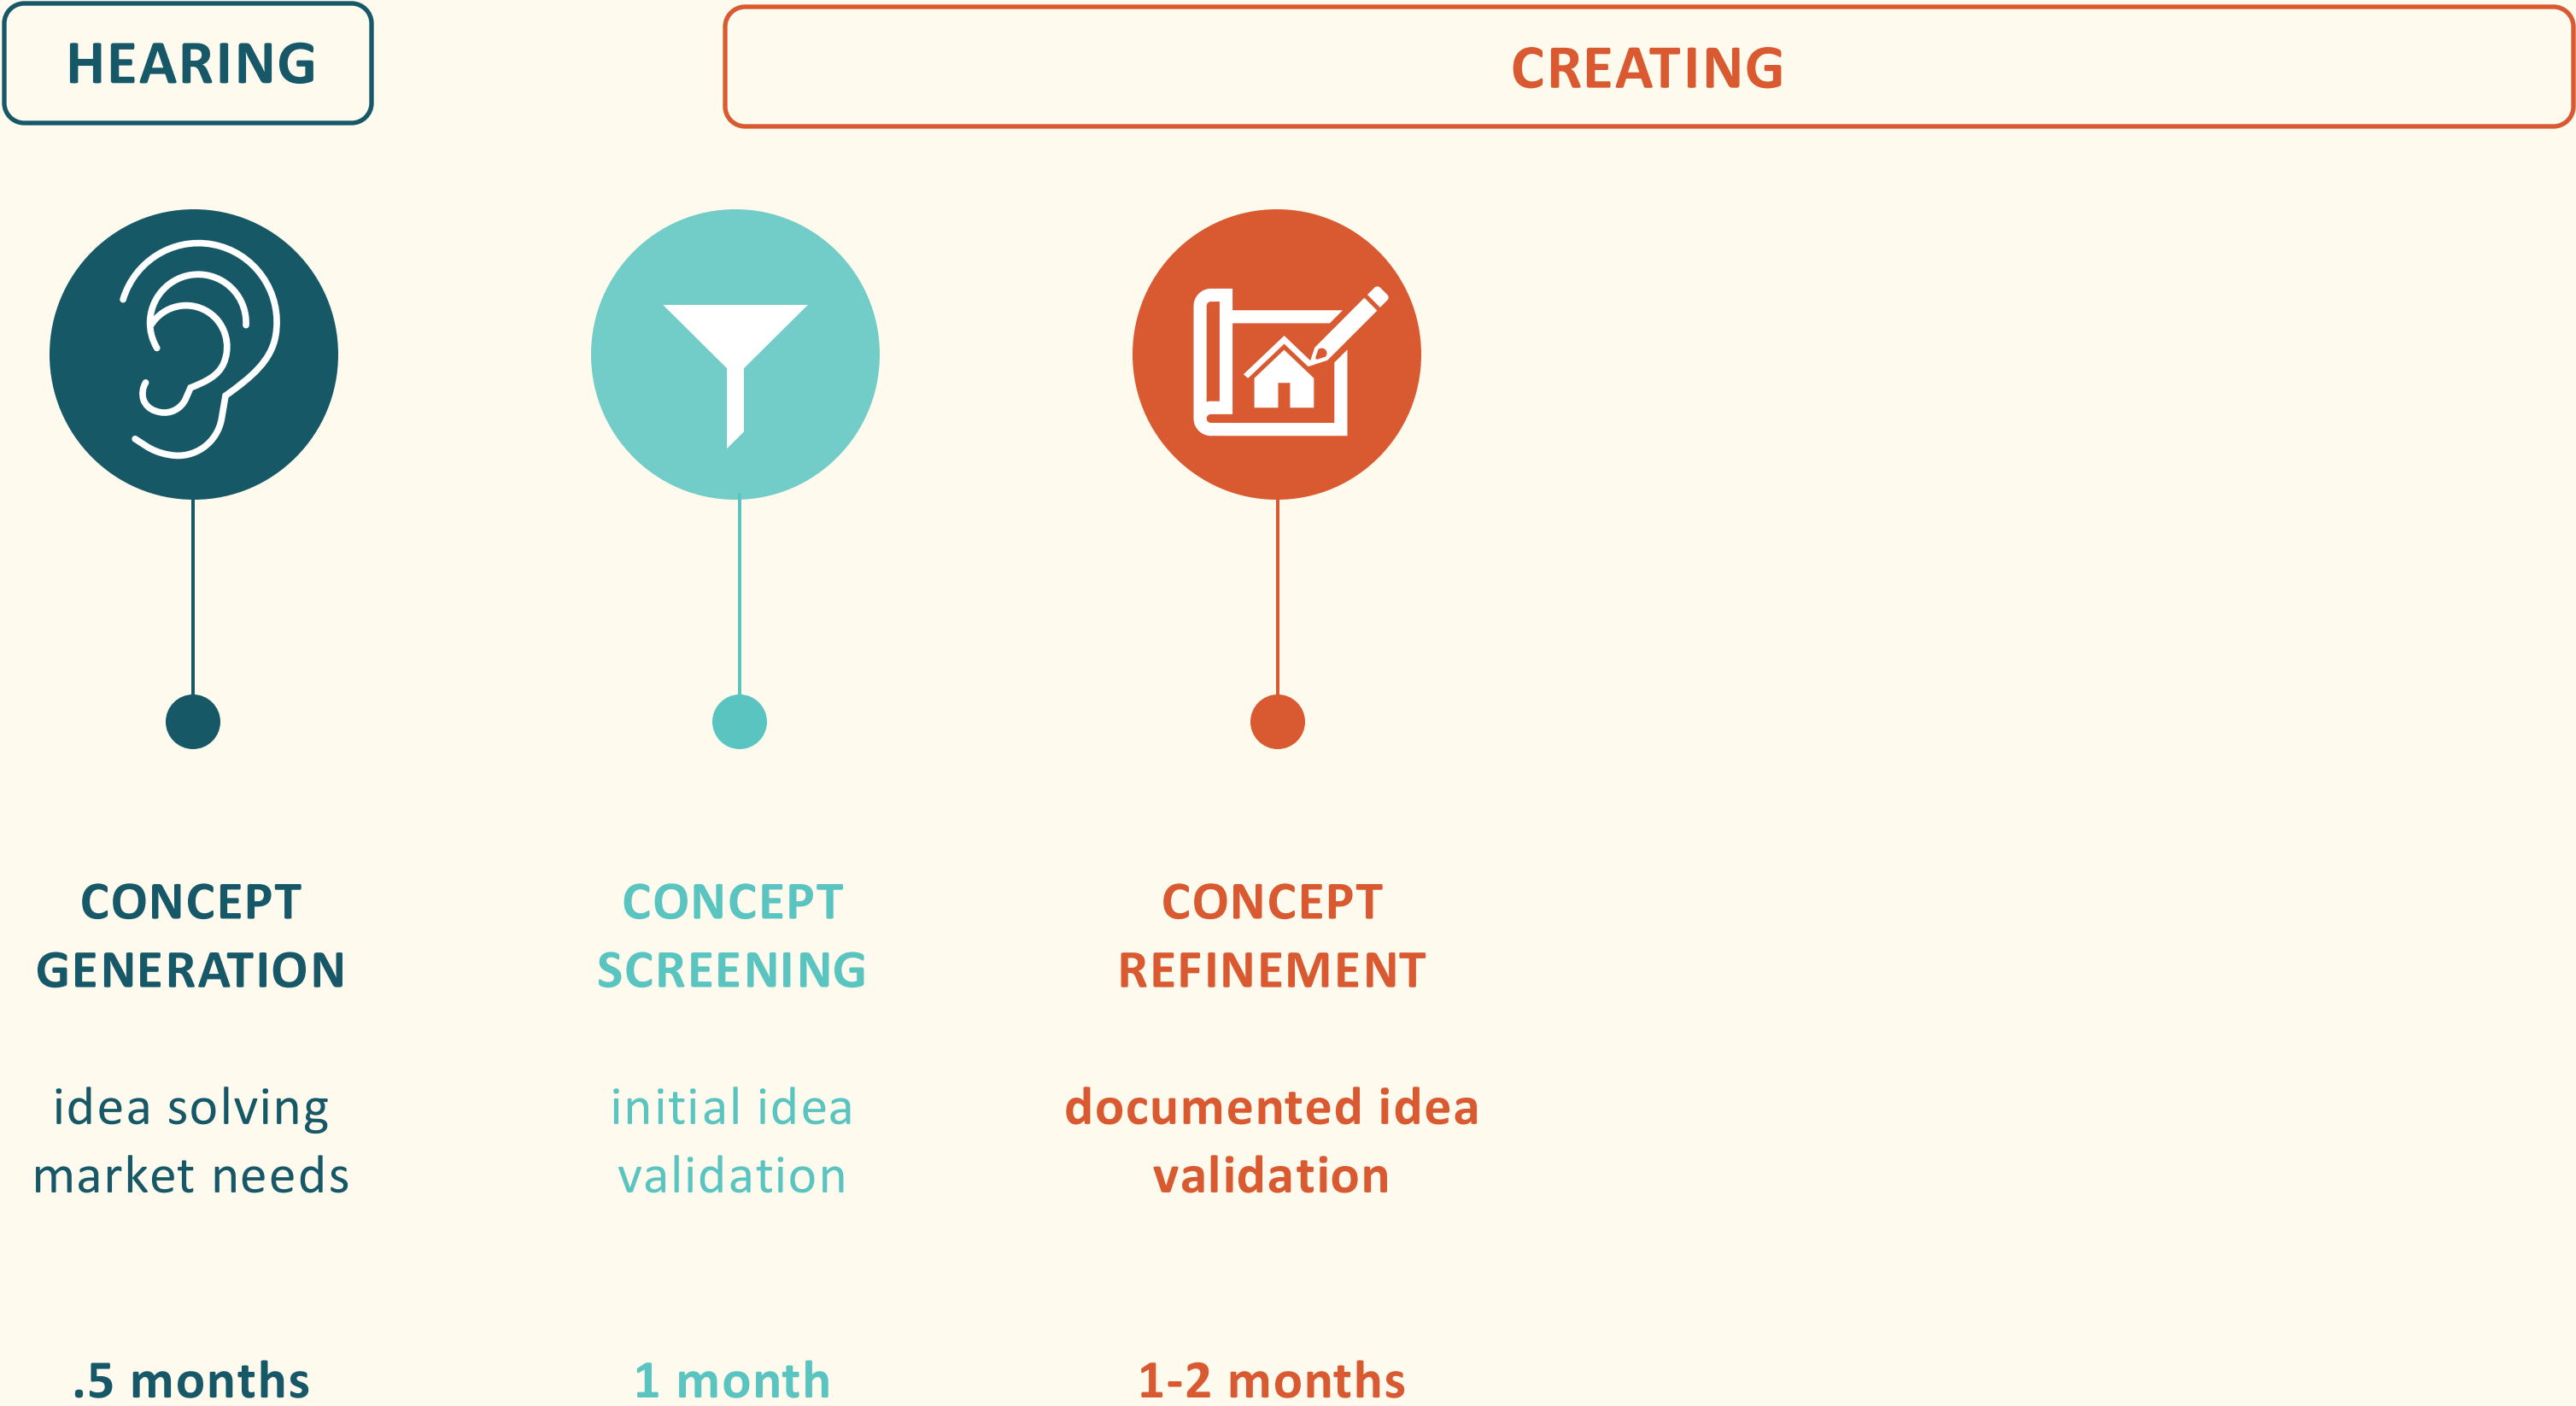 HEARING
CREATING
CONCEPT
GENERATION
idea solving
market needs
.5 months
CONCEPT
SCREENING
initial idea
validation
1 month
CONCEPT
REFINEMENT
documented idea
validation
1-2 months